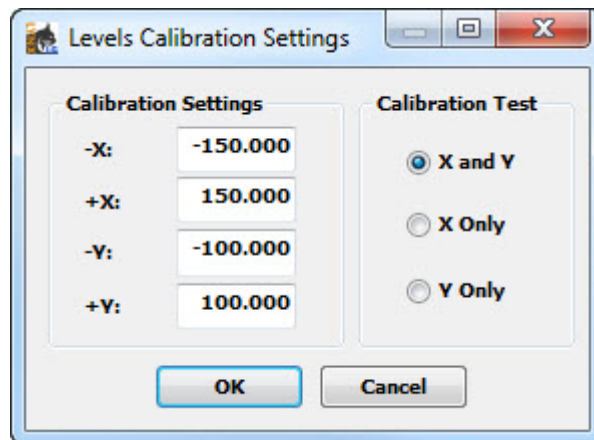 Levels Calibration Settings
Calibration Settings
-X: -150.000
+X: 150.000
-Y: -100.000
+Y: 100.000
Calibration Test
X and Y
X Only
Y Only
OK
Cancel